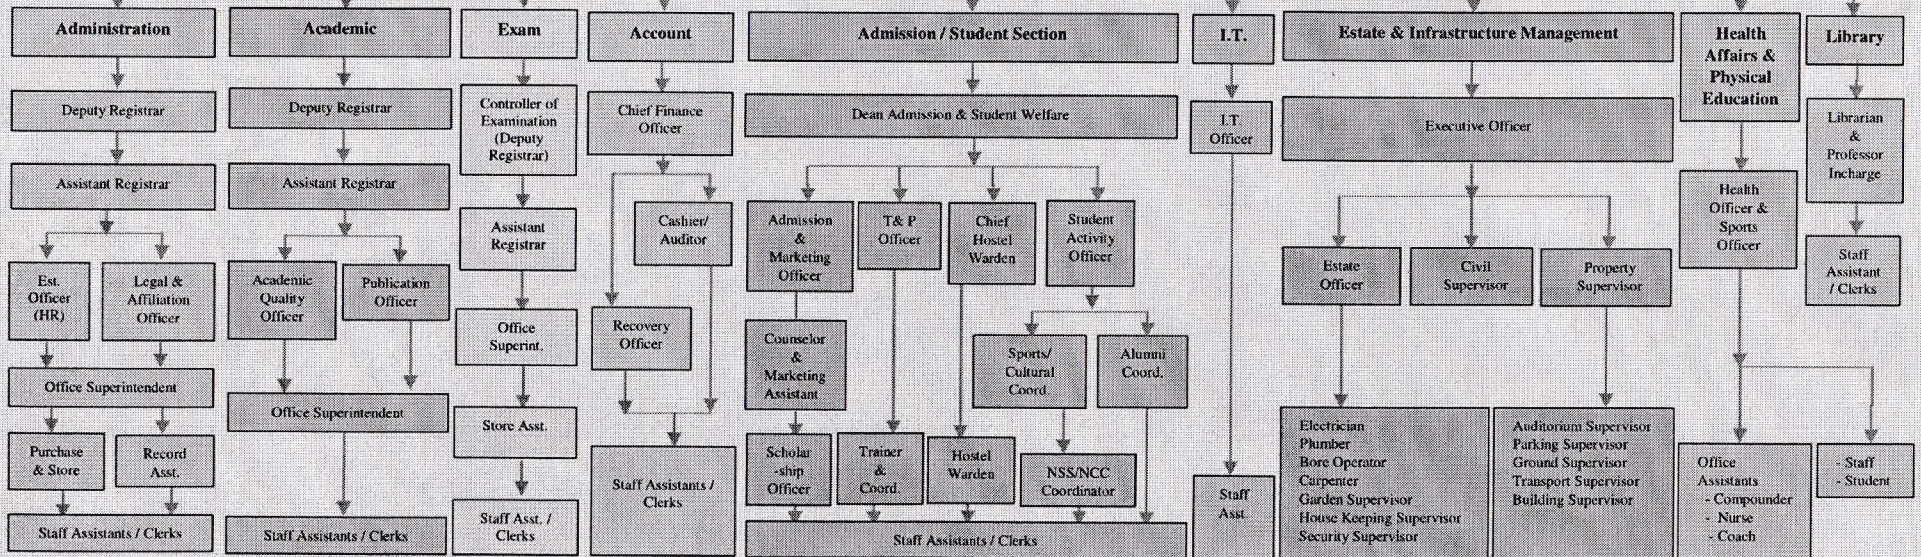 Administration
Deputy Registrar
Assistant Registrar
Est.
Officer
(HR)
Legal &
Affiliation
Officer
Office Superintendent
Purchase
& Store
Record
Asst.
Staff Assistants / Clerks
Academic
Deputy Registrar
Assistant Registrar
Academic
Quality
Officer
Publication
Officer
Office Superintendent
Staff Assistants / Clerks
Exam
Controller of
Examination
(Deputy
Registrar)
Assistant
Registrar
Office
Superint.
Store Asst.
Staff Asst. /
Clerks
Account
Chief Finance
Officer
Cashier/
Auditor
Recovery
Officer
Staff Assistants /
Clerks
Admission / Student Section
Dean Admission & Student Welfare
Admission
&
Marketing
Officer
T& P
Officer
Chief
Hostel
Warden
Student
Activity
Officer
Counselor
&
Marketing
Assistant
Sports/
Cultural
Coord.
Alumni
Coord.
Scholar
-ship
Officer
Trainer
&
Coord.
Hostel
Warden
NSS/NCC
Coordinator
Staff Assistants / Clerks
I.T.
I.T.
Officer
Staff
Asst.
Estate & Infrastructure Management
Executive Officer
Estate
Officer
Civil
Supervisor
Property
Supervisor
Electrician
Plumber
Bore Operator
Carpenter
Garden Supervisor
House Keeping Supervisor
Security Supervisor
Auditorium Supervisor
Parking Supervisor
Ground Supervisor
Transport Supervisor
Building Supervisor
Health
Affairs &
Physical
Education
Health
Officer &
Sports
Officer
Office
Assistants
- Compounder
- Nurse
- Coach
- Staff
- Student
Library
Librarian
&
Professor
Incharge
Staff
Assistant
/ Clerks